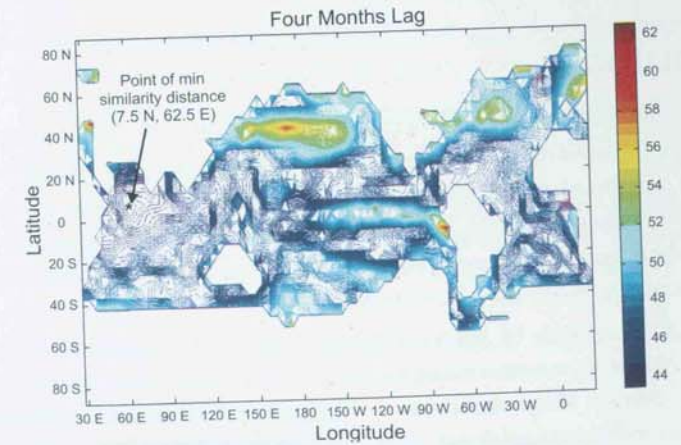 Four Months Lag
80 N
60 N
40 N
20 N
0
20 S
40 S
60 S
80 S
Latitude
Point of min
similarity distance
(7.5 N, 62.5 E)
30 E 60 E 90 E 120 E 150 E 180 150 W 120 W 90 W 60 W 30 W 0
Longitude
62
60
58
56
54
52
50
48
46
44